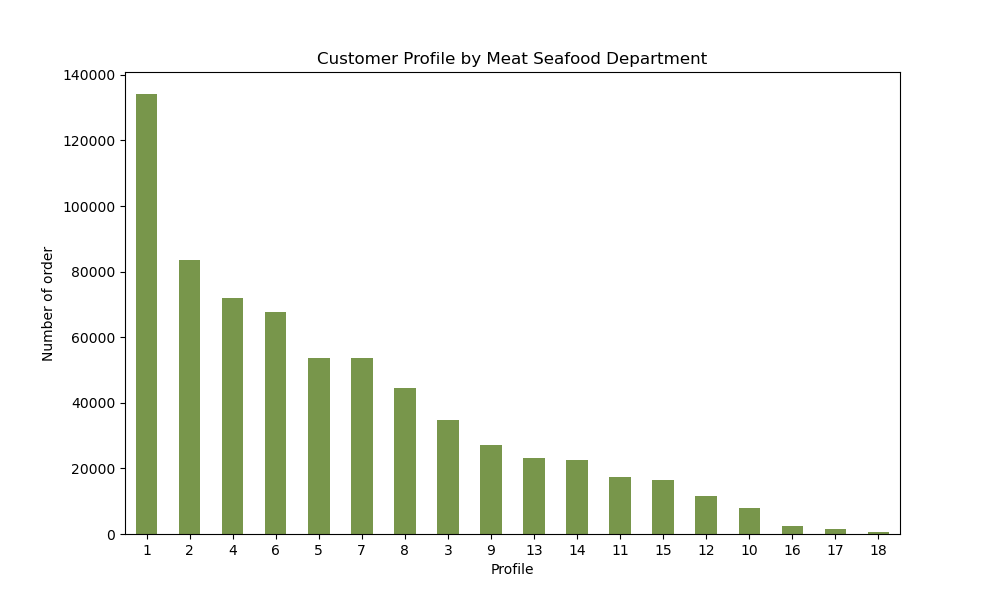 Customer Profile by Meat Seafood Department
140000
120000
100000
80000
60000
40000
20000
0
Number of order
1 2 4 6 5 7 8 3 9 13 14 11 15 12 10 16 17 18
Profile